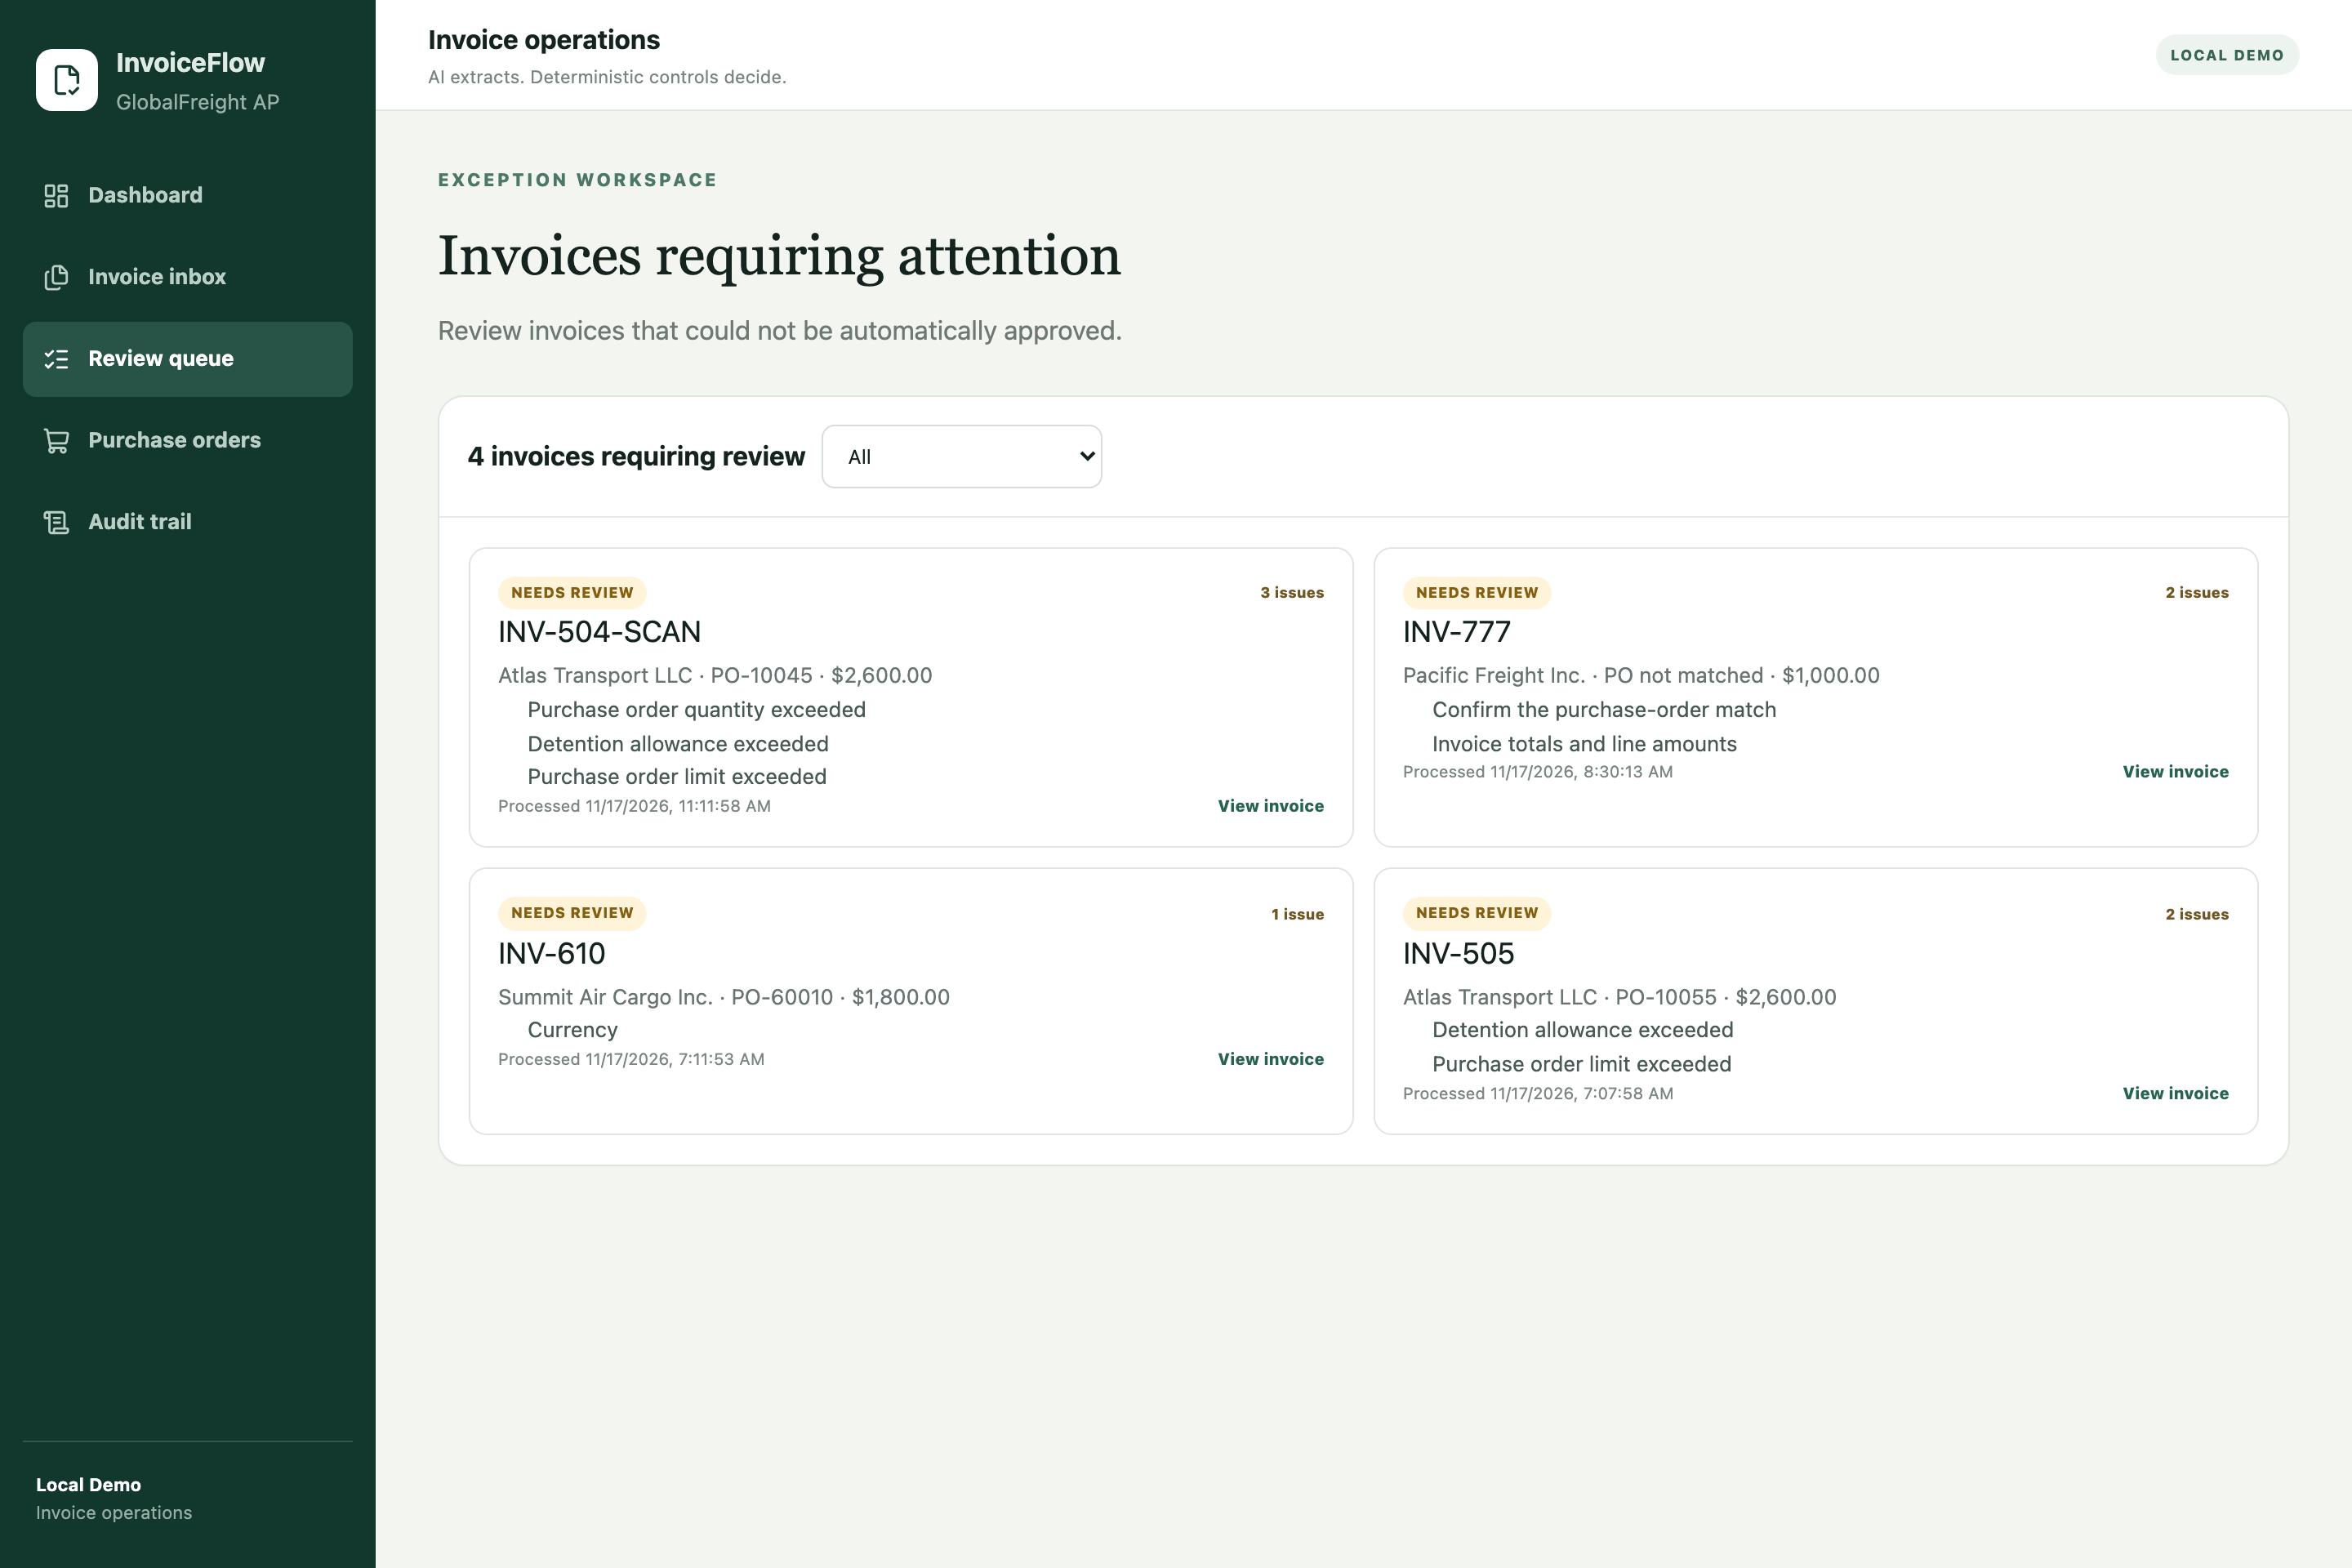 InvoiceFlow
GlobalFreight AP
Dashboard
Invoice inbox
Review queue
Purchase orders
Audit trail
Local Demo
Invoice operations
Invoice operations
AI extracts. Deterministic controls decide.
LOCAL DEMO
EXCEPTION WORKSPACE
Invoices requiring attention
Review invoices that could not be automatically approved.
4 invoices requiring review
All
NEEDS REVIEW
3 issues
INV-504-SCAN
Atlas Transport LLC · PO-10045 · $2,600.00
Purchase order quantity exceeded
Detention allowance exceeded
Purchase order limit exceeded
Processed 11/17/2026, 11:11:58 AM
View invoice
NEEDS REVIEW
2 issues
INV-777
Pacific Freight Inc. · PO not matched · $1,000.00
Confirm the purchase-order match
Invoice totals and line amounts
Processed 11/17/2026, 8:30:13 AM
View invoice
NEEDS REVIEW
1 issue
INV-610
Summit Air Cargo Inc. · PO-60010 · $1,800.00
Currency
Processed 11/17/2026, 7:11:53 AM
View invoice
NEEDS REVIEW
2 issues
INV-505
Atlas Transport LLC · PO-10055 · $2,600.00
Detention allowance exceeded
Purchase order limit exceeded
Processed 11/17/2026, 7:07:58 AM
View invoice